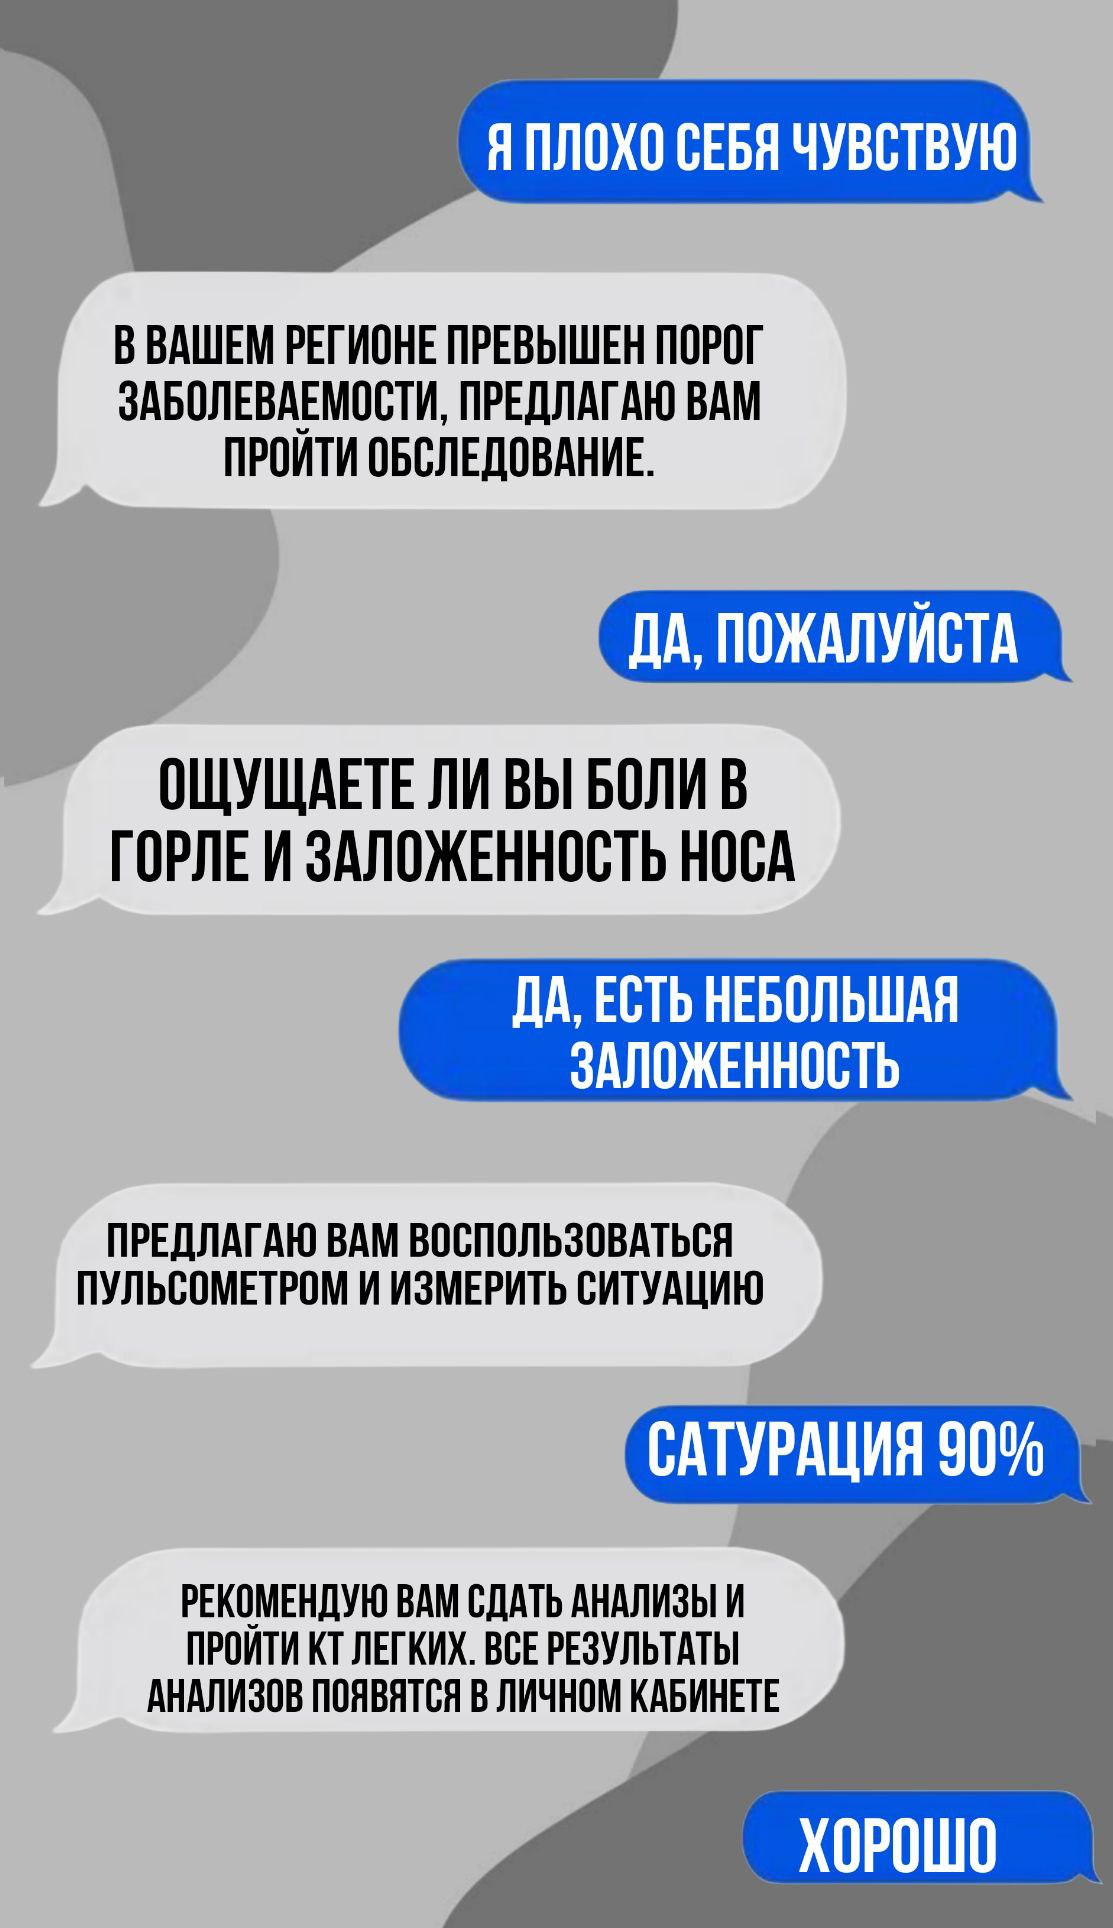 Я ПЛОХО СЕБЯ ЧУВСТВУЮ
В ВАШЕМ РЕГИОНЕ ПРЕВЫШЕН ПОРОГ
ЗАБОЛЕВАЕМОСТИ, ПРЕДЛАГАЮ ВАМ
ПРОЙТИ ОБСЛЕДОВАНИЕ.
ДА, ПОЖАЛУЙСТА
ОЩУЩАЕТЕ ЛИ ВЫ БОЛИ В
ГОРЛЕ И ЗАЛОЖЕННОСТЬ НОСА
ДА, ЕСТЬ НЕБОЛЬШАЯ
ЗАЛОЖЕННОСТЬ
ПРЕДЛАГАЮ ВАМ ВОСПОЛЬЗОВАТЬСЯ
ПУЛЬСОМЕТРОМ И ИЗМЕРИТЬ СИТУАЦИЮ
САТУРАЦИЯ 90%
РЕКОМЕНДУЮ ВАМ СДАТЬ АНАЛИЗЫ И
ПРОЙТИ КТ ЛЕГКИХ. ВСЕ РЕЗУЛЬТАТЫ
АНАЛИЗОВ ПОЯВЯТСЯ В ЛИЧНОМ КАБИНЕТЕ
ХОРОШО